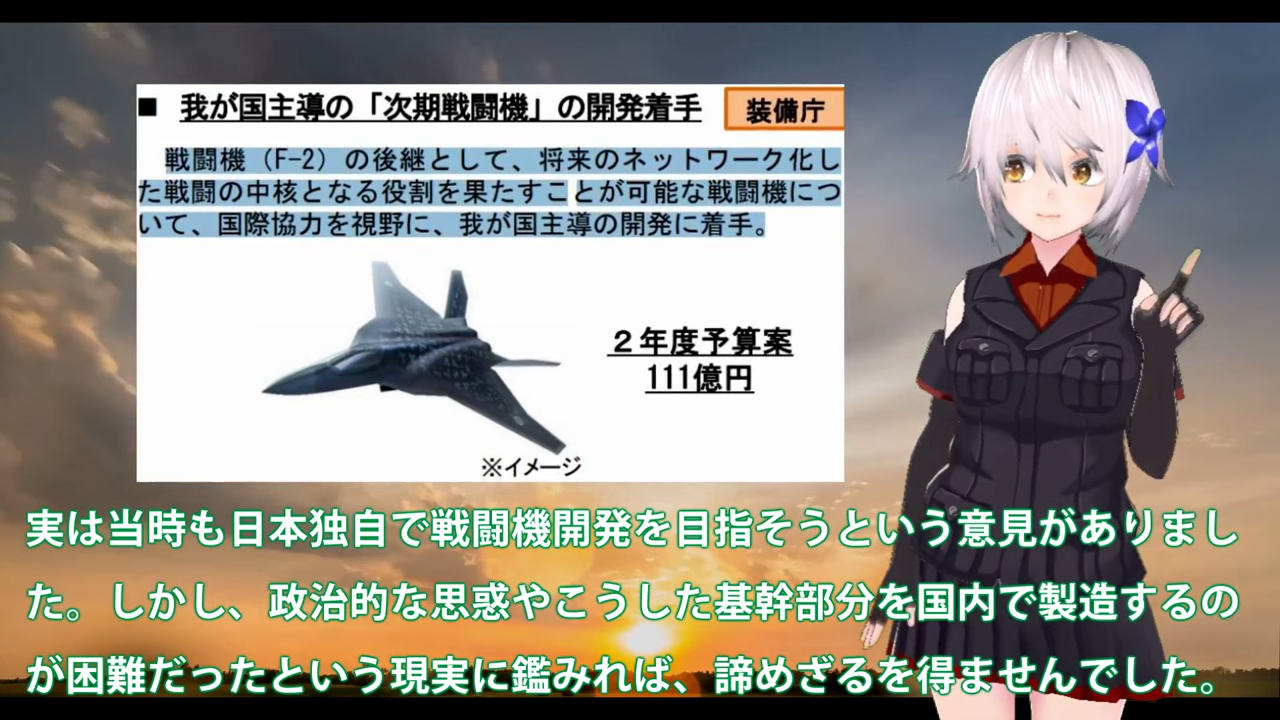 ■ 我が国主導の「次期戦闘機」の開発着手
装備庁
戦闘機（F-2）の後継として、将来のネットワーク化し
た戦闘の中核となる役割を果たすことが可能な戦闘機につ
いて、国際協力を視野に、我が国主導の開発に着手。
２年度予算案
111億円
※イメージ
実は当時も日本独自で戦闘機開発を目指そうという意見がありまし
た。しかし、政治的な思惑やこうした基幹部分を国内で製造するの
が困難だったという現実に鑑みれば、諦めざるを得ませんでした。